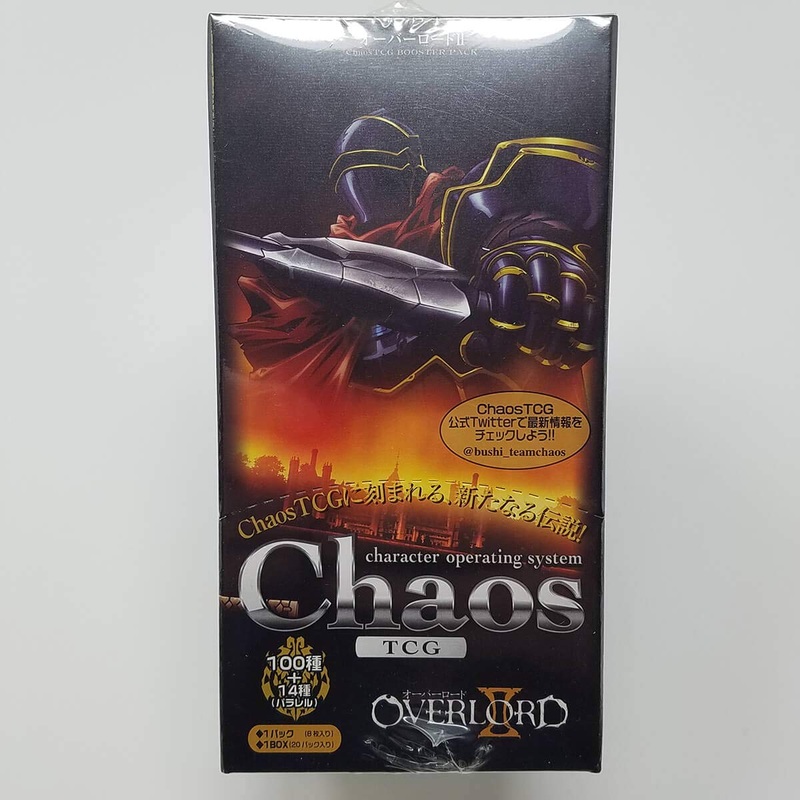 オーバーロードII
ChaosTCG BOOSTER PACK
ChaosTCG
公式Twitterで最新情報を
チェックしよう!!
@bushi_teamchaos
ChaosTCGに刻まれる、新たなる伝説!
character operating system
Chaos
TCG
100種
+
14種
(パラレル)
オーバーロード
OVERLORD II
◆1パック (8枚入り)
◆1BOX(20パック入り)